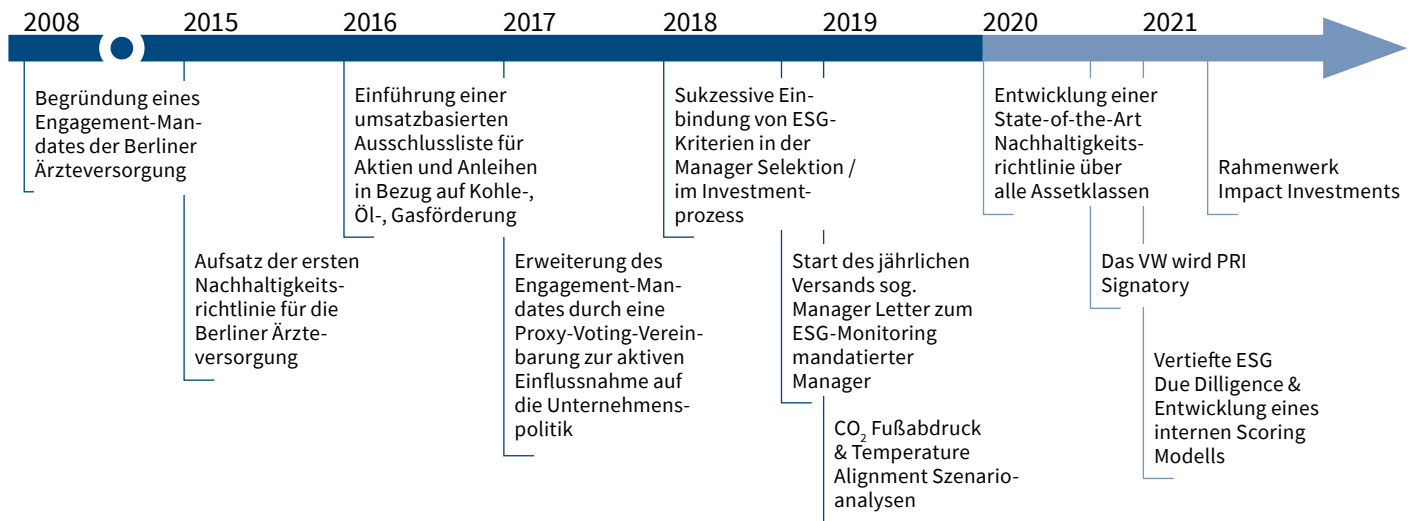 2008
2015
2016
2017
2018
2019
2020
2021
Begründung eines
Engagement-Man-
dates der Berliner
Ärzteversorgung
Aufsatz der ersten
Nachhaltigkeits-
richtlinie für die
Berliner Ärzte-
versorgung
Einführung einer
umsatzbasierten
Ausschlussliste für
Aktien und Anleihen
in Bezug auf Kohle-,
Öl-, Gasförderung
Erweiterung des
Engagement-Man-
dates durch eine
Proxy-Voting-Verein-
barung zur aktiven
Einflussnahme auf
die Unternehmens-
politik
Sukzessive Ein-
bindung von ESG-
Kriterien in der
Manager Selektion /
im Investment-
prozess
Start des jährlichen
Versands sog.
Manager Letter zum
ESG-Monitoring
mandatierter
Manager
CO₂ Fußabdruck
& Temperature
Alignment Szenario-
analysen
Entwicklung einer
State-of-the-Art
Nachhaltigkeits-
richtlinie über
alle Assetklassen
Das VW wird PRI
Signatory
Vertiefte ESG
Due Dilligence &
Entwicklung eines
internen Scoring
Modells
Rahmenwerk
Impact Investments